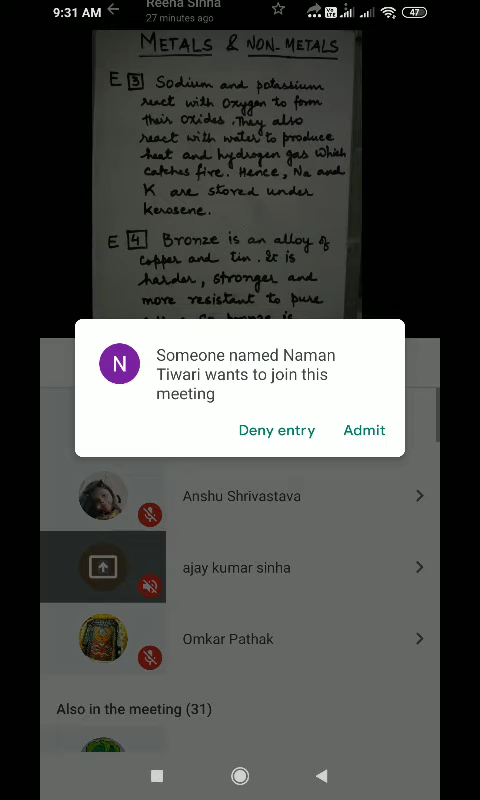 9:31 AM
47
Reena Sinha
27 minutes ago
METALS & NON-METALS
E 3 Sodium and potassium
react with oxygen to form
their oxides. They also
react with water to produce
heat and hydrogen gas which
catches fire. Hence, Na and
K are stored under
kerosene.
E 4 Bronze is an alloy of
copper and tin. It is
harder, stronger and
more resistant to pure
N
Someone named Naman
Tiwari wants to join this
meeting
Deny entry
Admit
Anshu Shrivastava
ajay kumar sinha
Omkar Pathak
Also in the meeting (31)